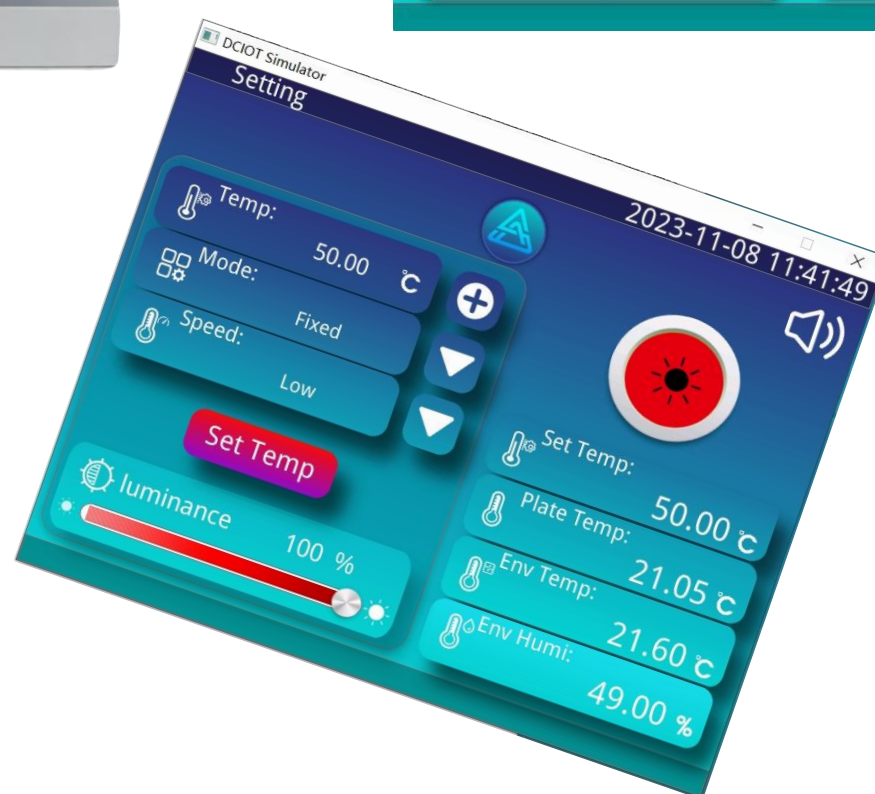 DCIOT Simulator
Setting
2023-11-08 11:41:49
Temp:
50.00 ℃
Mode:
Fixed
Speed:
Low
Set Temp
luminance
100 %
Set Temp:
50.00 ℃
Plate Temp:
21.05 ℃
Env Temp:
21.60 ℃
Env Humi:
49.00 %